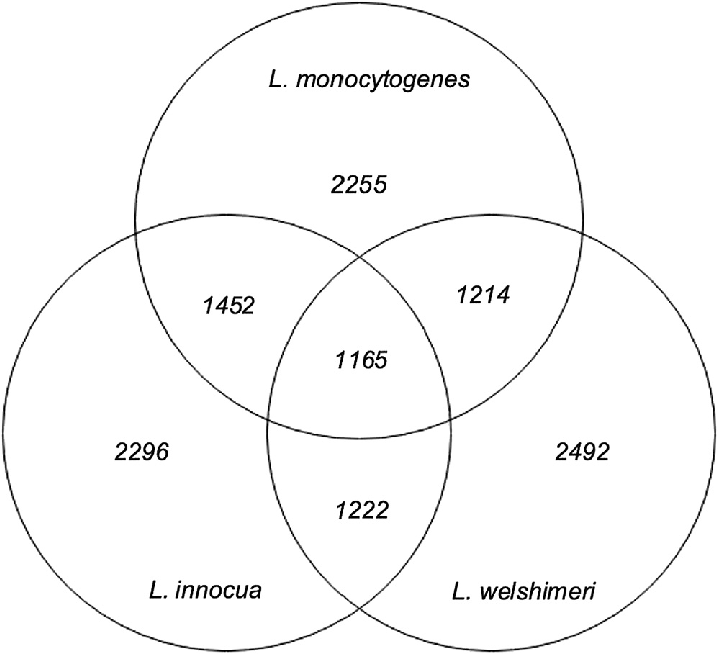 L. monocytogenes
2255
1452
1214
1165
2296
2492
1222
L. innocua
L. welshimeri